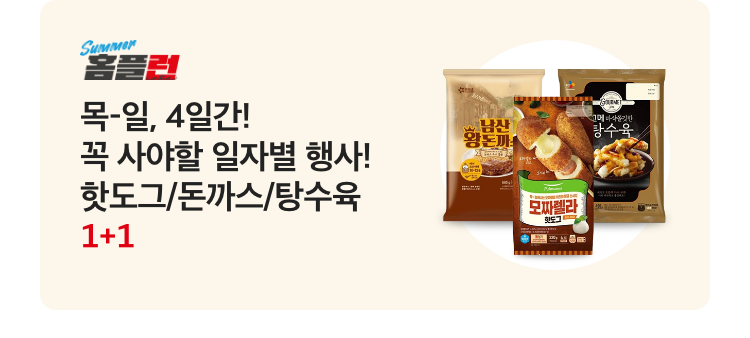 Summer
홈플런
목-일, 4일간!
꼭 사야할 일자별 행사!
핫도그/돈까스/탕수육
1+1
남산
왕돈까스
모짜렐라
핫도그
GOURMET
탕수육